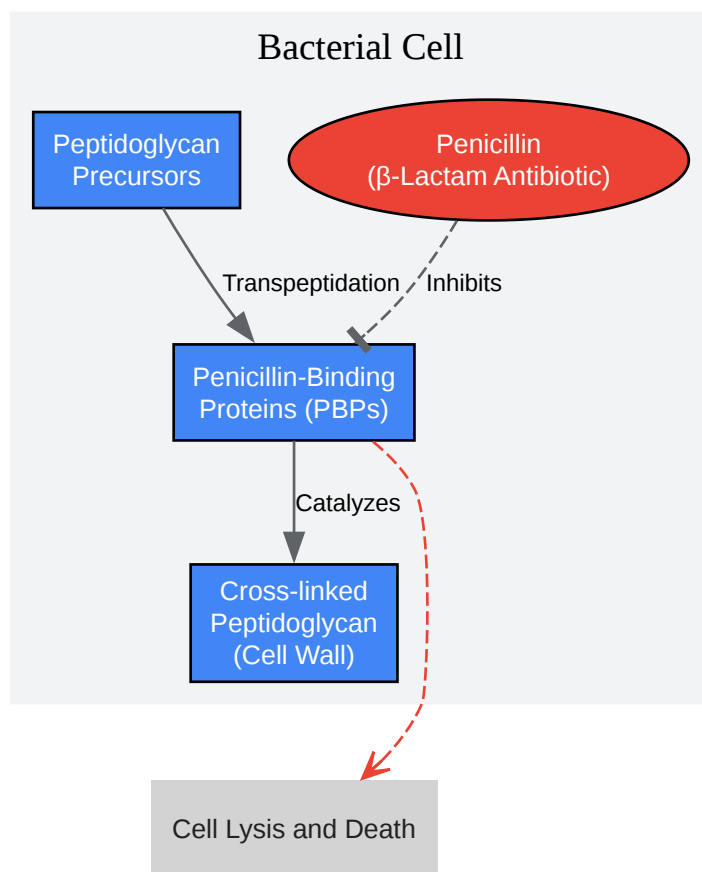 Bacterial Cell
Peptidoglycan
Precursors
Penicillin
(β-Lactam Antibiotic)
Transpeptidation
Inhibits
Penicillin-Binding
Proteins (PBPs)
Catalyzes
Cross-linked
Peptidoglycan
(Cell Wall)
Cell Lysis and Death